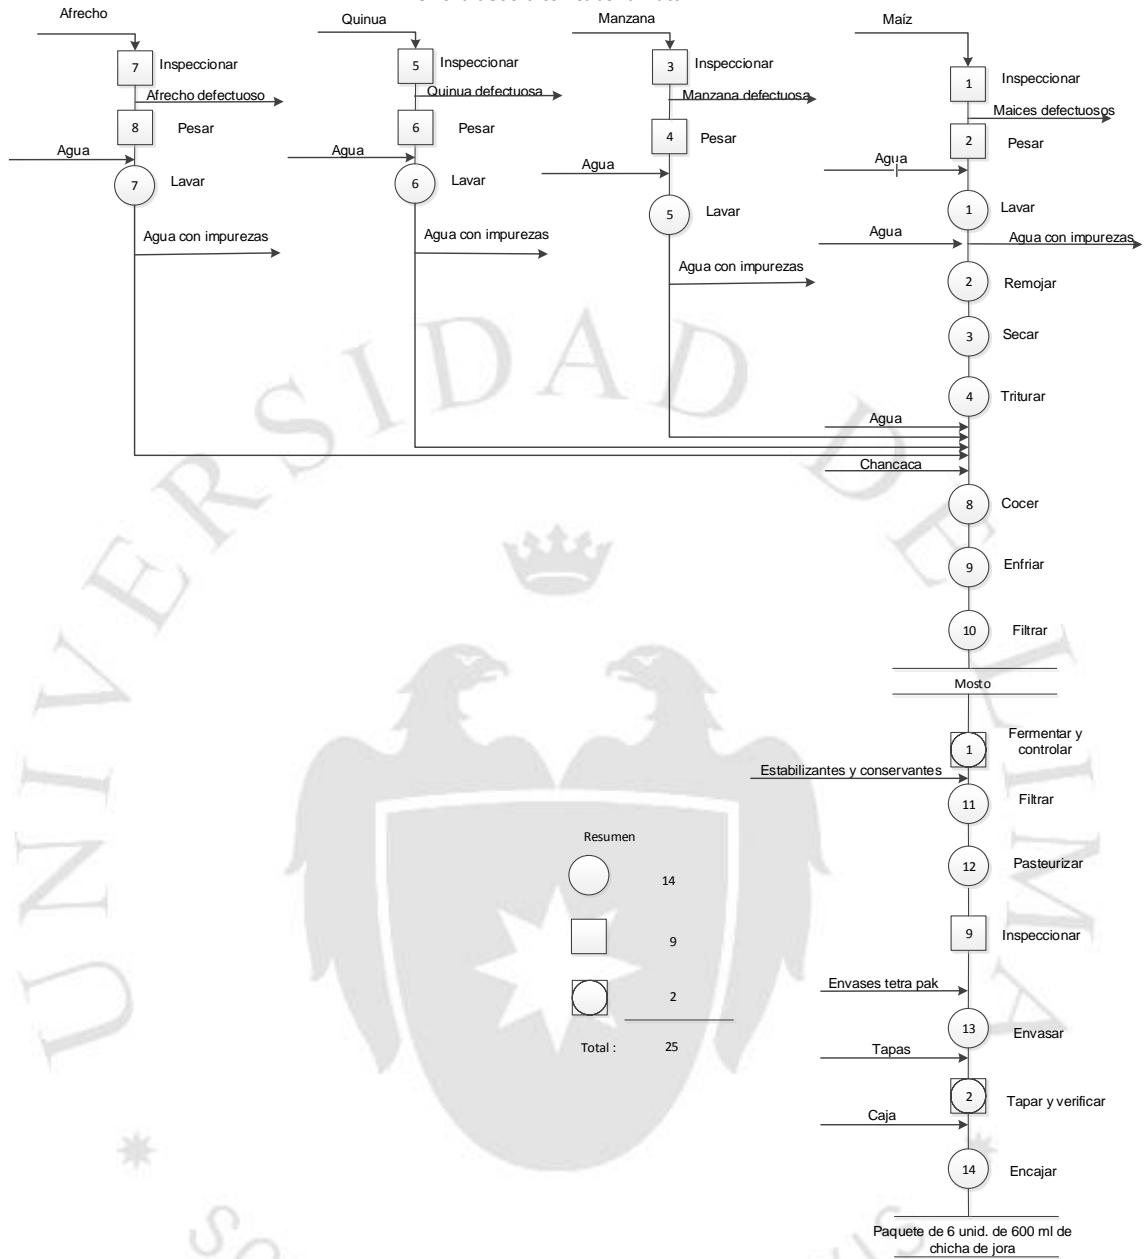 Afrecho
Quinua
Manzana
Maíz
7 Inspeccionar
Afrecho defectuoso
8 Pesar
Agua
7 Lavar
Agua con impurezas
5 Inspeccionar
Quinua defectuosa
6 Pesar
Agua
6 Lavar
Agua con impurezas
3 Inspeccionar
Manzana defectuosa
4 Pesar
Agua
5 Lavar
Agua con impurezas
1 Inspeccionar
Maices defectuosos
2 Pesar
Agua
1 Lavar
Agua
Agua con impurezas
2 Remojar
3 Secar
4 Triturar
Agua
Chancaca
8 Cocer
9 Enfriar
10 Filtrar
Mosto
1 Fermentar y
controlar
Estabilizantes y conservantes
11 Filtrar
12 Pasteurizar
9 Inspeccionar
Envases tetra pak
13 Envasar
Tapas
2 Tapar y verificar
Caja
14 Encajar
Paquete de 6 unid. de 600 ml de
chicha de jora
Resumen
14
9
2
Total : 25
UNIVERSIDAD DE LIMA